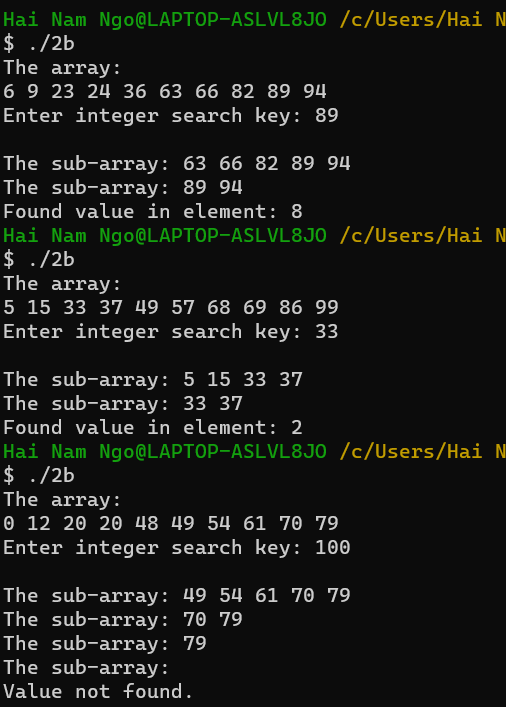 Hai Nam Ngo@LAPTOP-ASLVL8JO /c/Users/Hai N
$ ./2b
The array:
6 9 23 24 36 63 66 82 89 94
Enter integer search key: 89
The sub-array: 63 66 82 89 94
The sub-array: 89 94
Found value in element: 8
Hai Nam Ngo@LAPTOP-ASLVL8JO /c/Users/Hai N
$ ./2b
The array:
5 15 33 37 49 57 68 69 86 99
Enter integer search key: 33
The sub-array: 5 15 33 37
The sub-array: 33 37
Found value in element: 2
Hai Nam Ngo@LAPTOP-ASLVL8JO /c/Users/Hai N
$ ./2b
The array:
0 12 20 20 48 49 54 61 70 79
Enter integer search key: 100
The sub-array: 49 54 61 70 79
The sub-array: 70 79
The sub-array: 79
The sub-array:
Value not found.